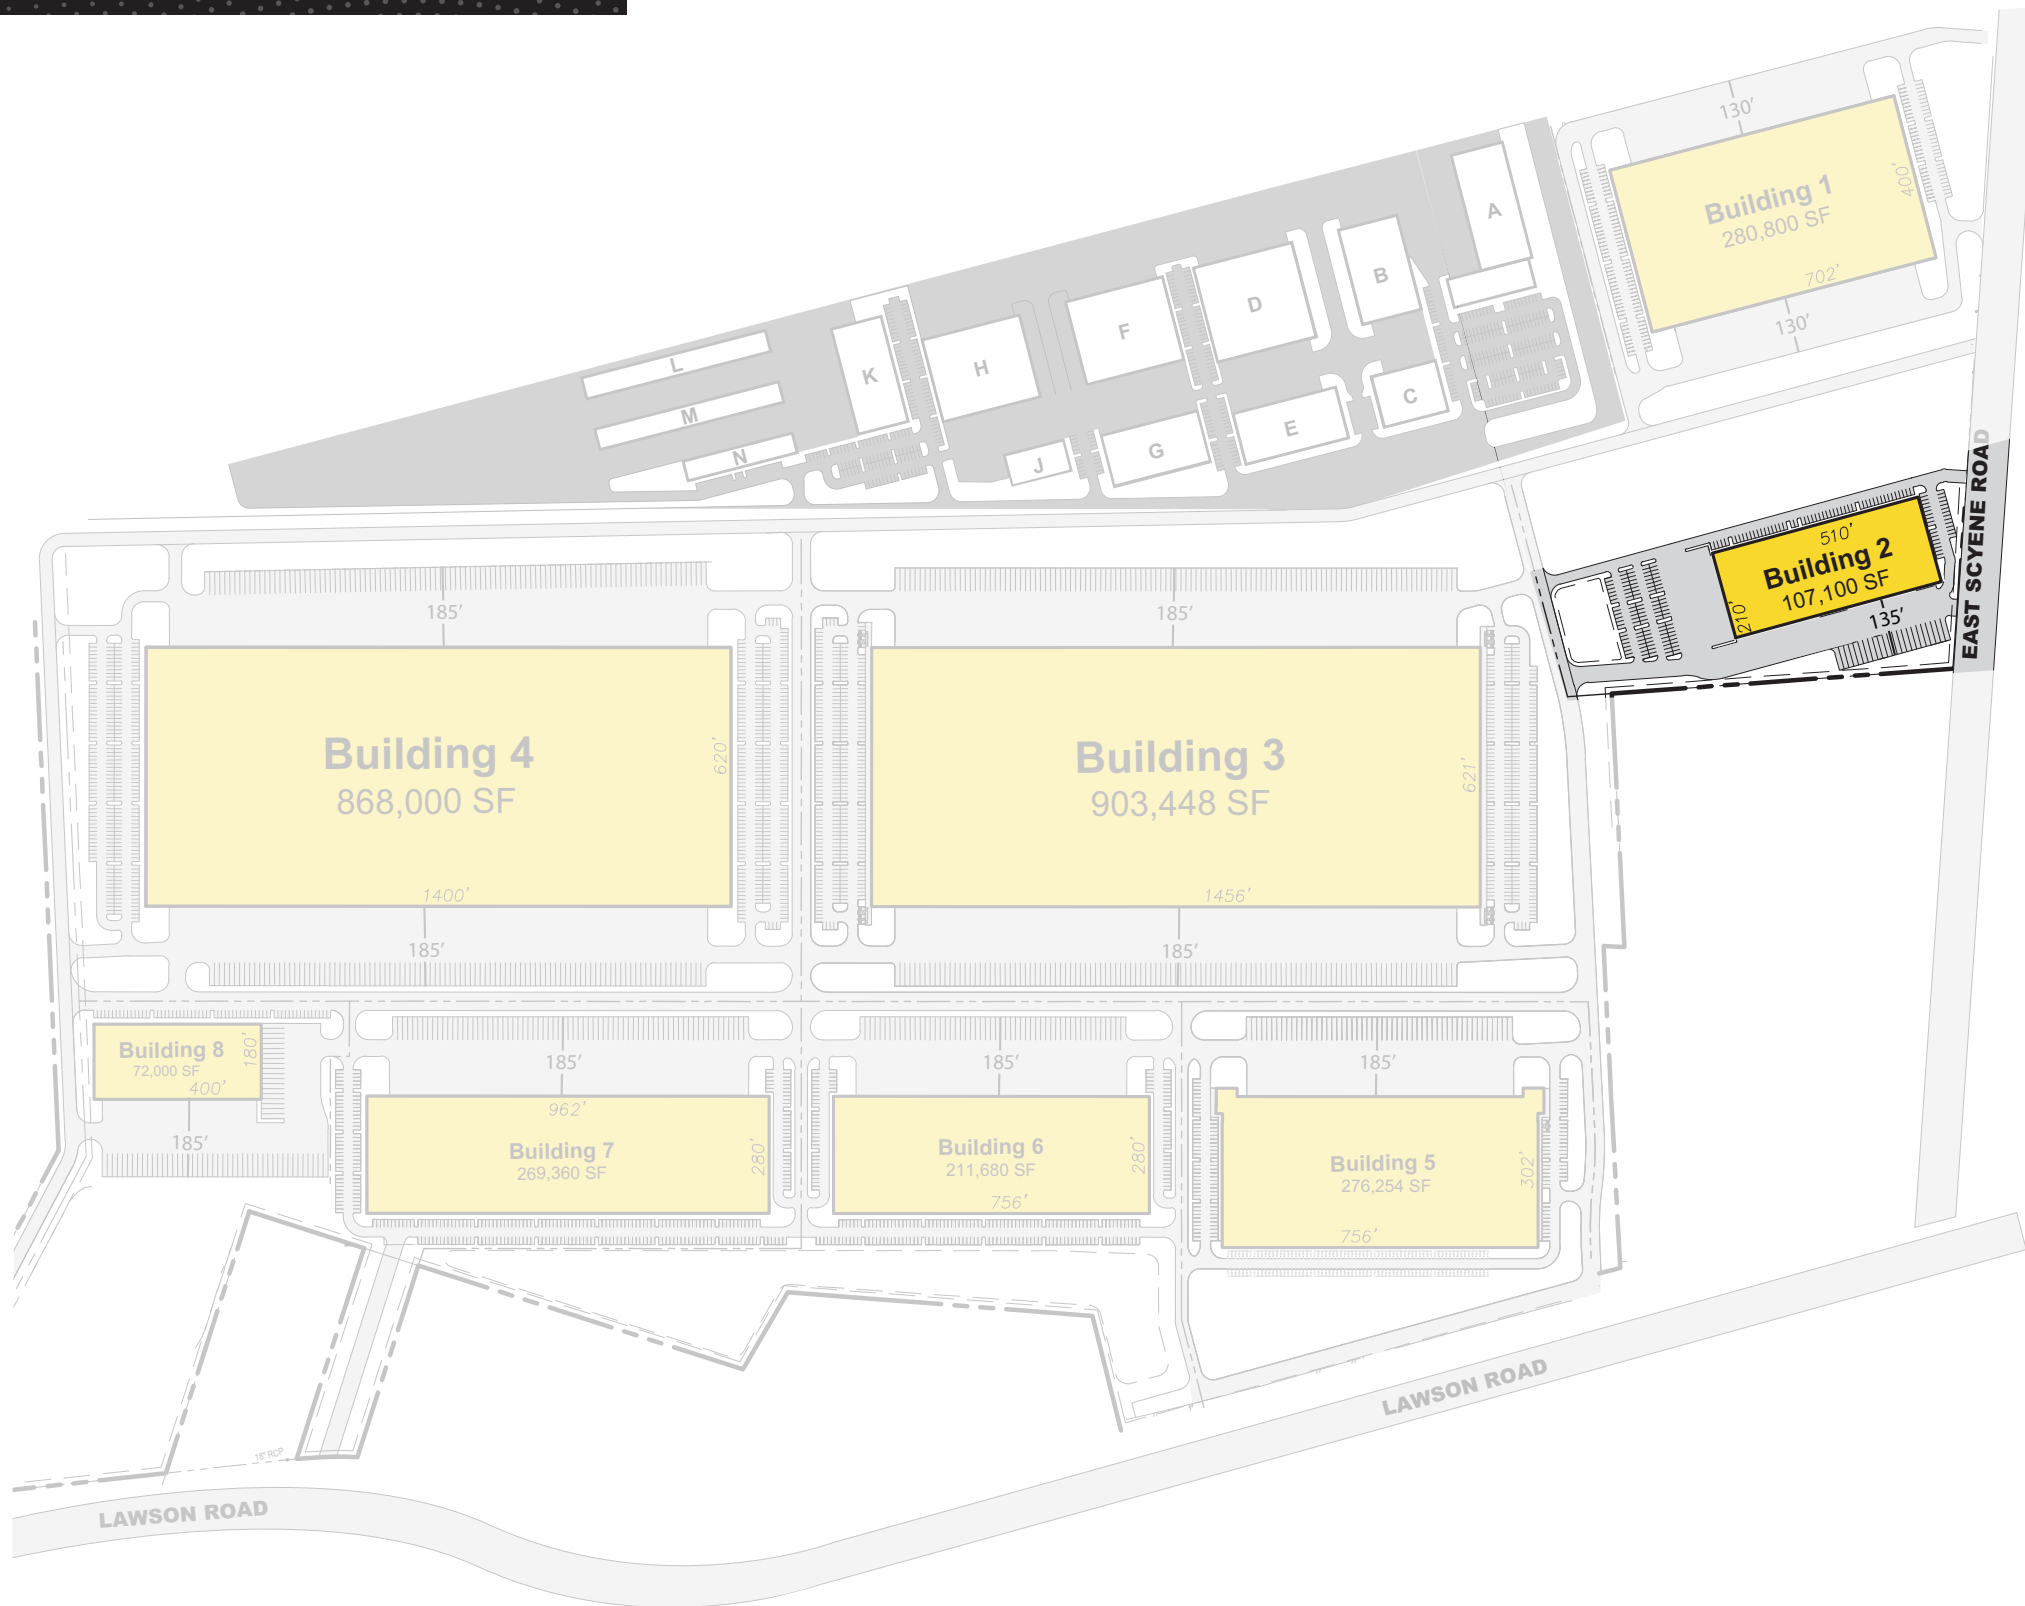 130′
Building 1
280,800 SF
400′
702′
130′
A
B
C
D
E
F
G
H
J
K
L
M
N
EAST SCYENE ROAD
510′
Building 2
107,100 SF
210′
135′
185′
Building 4
868,000 SF
620′
1400′
185′
185′
Building 3
903,448 SF
621′
1456′
185′
Building 8
72,000 SF
180′
400′
185′
185′
962′
Building 7
269,360 SF
280′
185′
Building 6
211,680 SF
280′
756′
185′
Building 5
276,254 SF
302′
756′
LAWSON ROAD
18" RCP
LAWSON ROAD